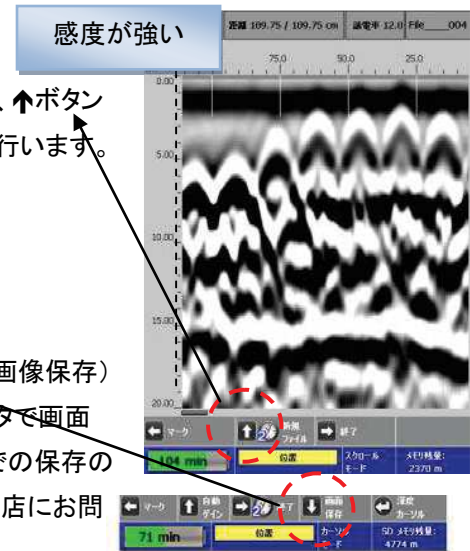 感度が強い
距離 109.75 / 109.75 cm 誘電率 12.0 File____004
75.0 50.0 25.0
0.00
、↑ボタン
行います。
5.00
10.00
15.00
画像保存)
タで画面
での保存の
店にお問
20.00
マーク
ファイル
終了
104 min
位置
スクロール
モード
メモリ残量:
2370 m
マーク
自動
ゲイン
終了
画面
保存
深度
カーソル
71 min
位置
SD メモリ残量:
4774 m